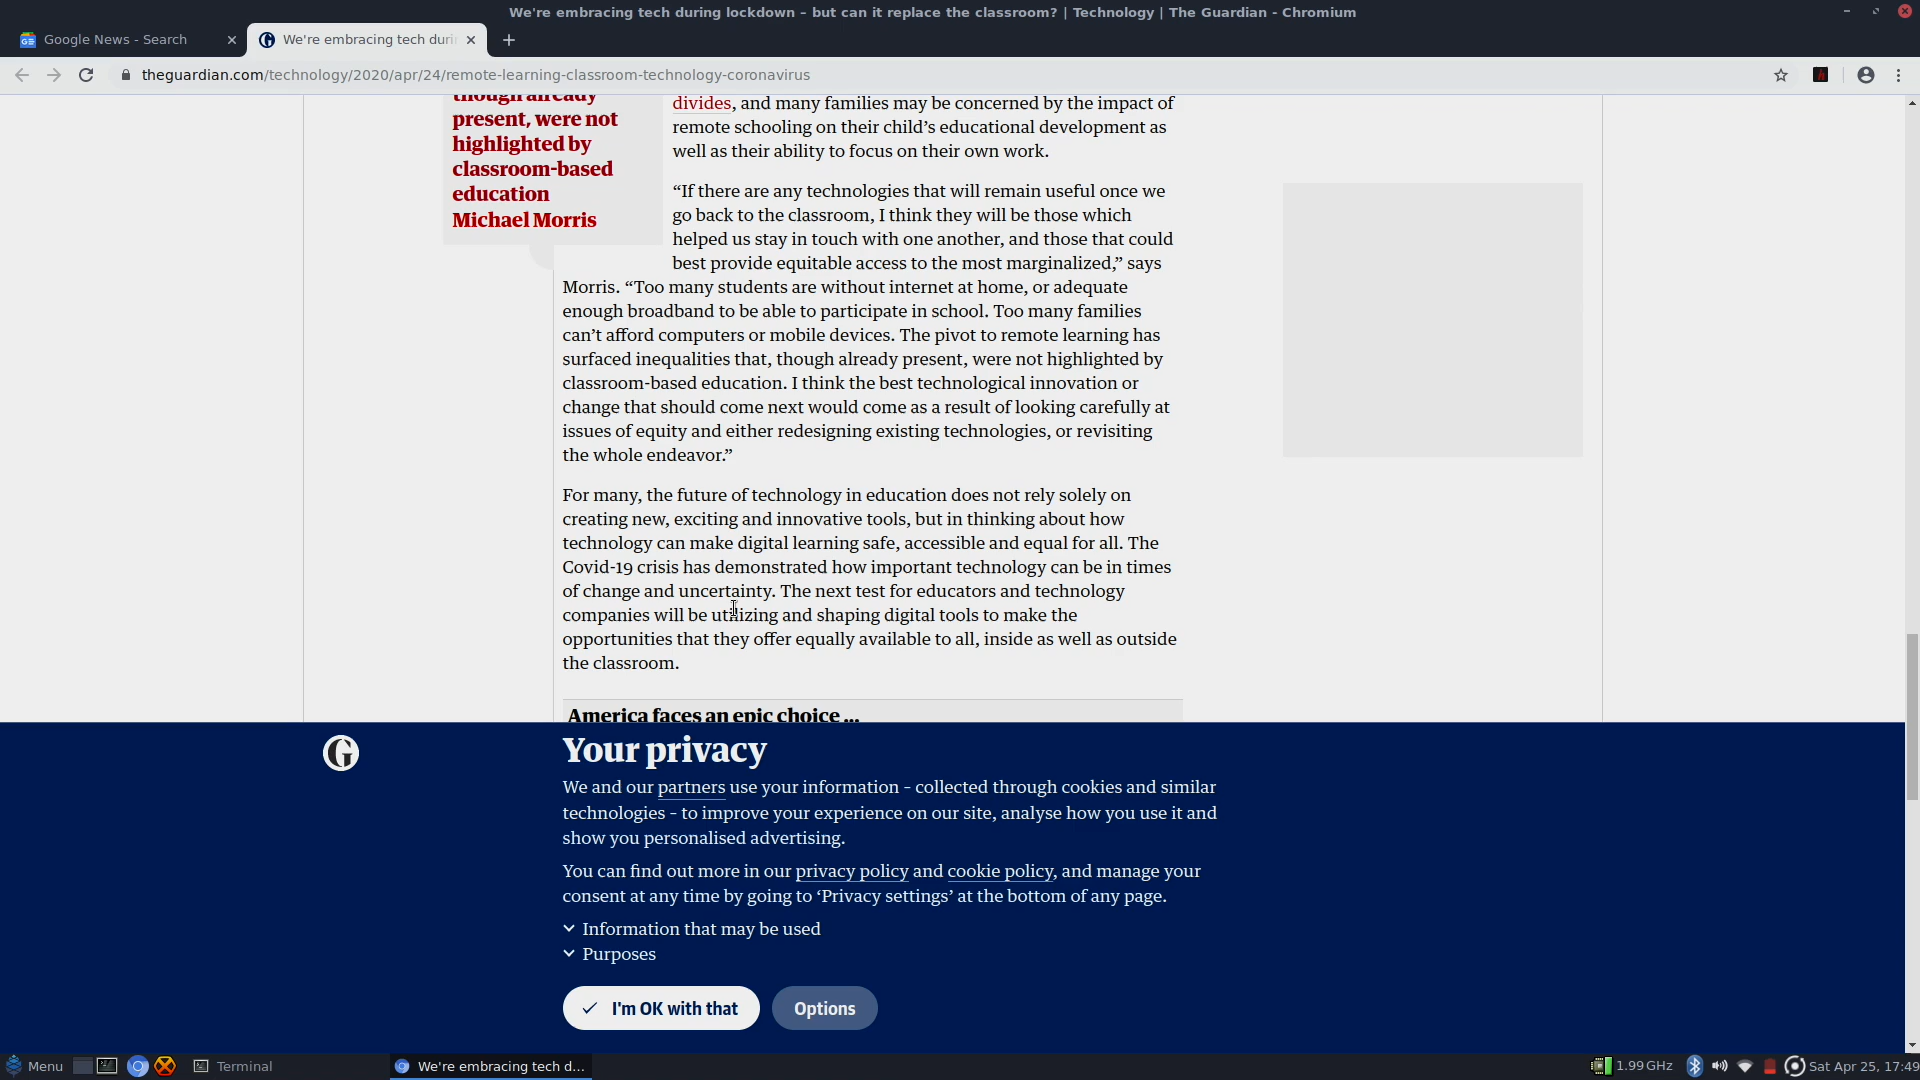 We're embracing tech during lockdown – but can it replace the classroom? | Technology | The Guardian - Chromium
Google News - Search
We're embracing tech duri
theguardian.com/technology/2020/apr/24/remote-learning-classroom-technology-coronavirus
though already
present, were not
highlighted by
classroom-based
education
Michael Morris
divides, and many families may be concerned by the impact of
remote schooling on their child’s educational development as
well as their ability to focus on their own work.
“If there are any technologies that will remain useful once we
go back to the classroom, I think they will be those which
helped us stay in touch with one another, and those that could
best provide equitable access to the most marginalized,” says
Morris. “Too many students are without internet at home, or adequate
enough broadband to be able to participate in school. Too many families
can’t afford computers or mobile devices. The pivot to remote learning has
surfaced inequalities that, though already present, were not highlighted by
classroom-based education. I think the best technological innovation or
change that should come next would come as a result of looking carefully at
issues of equity and either redesigning existing technologies, or revisiting
the whole endeavor.”
For many, the future of technology in education does not rely solely on
creating new, exciting and innovative tools, but in thinking about how
technology can make digital learning safe, accessible and equal for all. The
Covid-19 crisis has demonstrated how important technology can be in times
of change and uncertainty. The next test for educators and technology
companies will be utilizing and shaping digital tools to make the
opportunities that they offer equally available to all, inside as well as outside
the classroom.
America faces an epic choice ...
Your privacy
We and our partners use your information – collected through cookies and similar
technologies – to improve your experience on our site, analyse how you use it and
show you personalised advertising.
You can find out more in our privacy policy and cookie policy, and manage your
consent at any time by going to ‘Privacy settings’ at the bottom of any page.
Information that may be used
Purposes
I'm OK with that
Options
Menu
Terminal
We're embracing tech d...
1.99 GHz
Sat Apr 25, 17:49